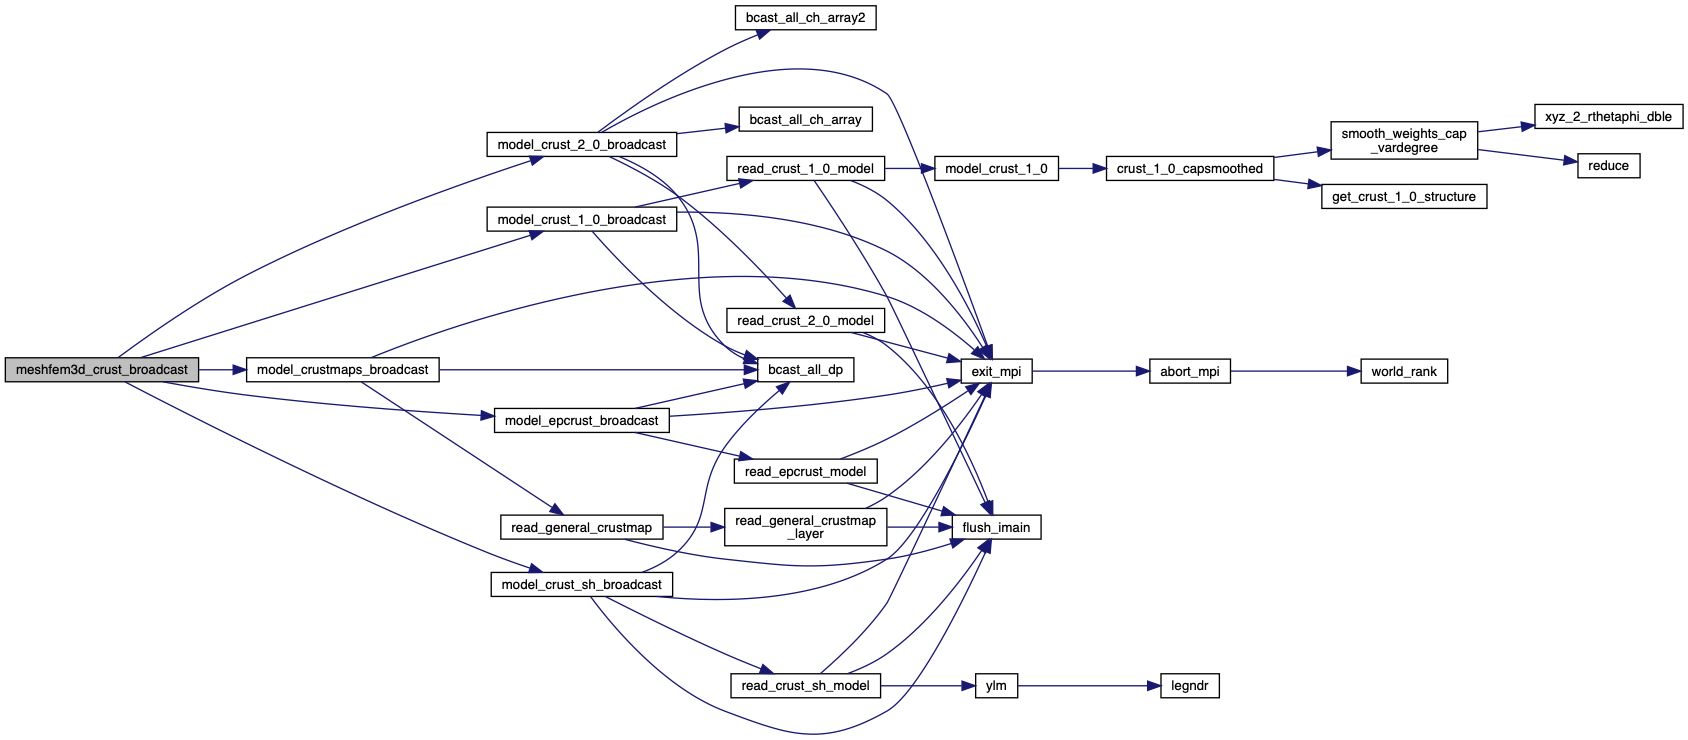 bcast_all_ch_array2
xyz_2_rthetaphi_dble
bcast_all_ch_array
smooth_weights_cap
_vardegree
model_crust_2_0_broadcast
reduce
read_crust_1_0_model
model_crust_1_0
crust_1_0_capsmoothed
get_crust_1_0_structure
model_crust_1_0_broadcast
read_crust_2_0_model
meshfem3d_crust_broadcast
model_crustmaps_broadcast
bcast_all_dp
exit_mpi
abort_mpi
world_rank
model_epcrust_broadcast
read_epcrust_model
read_general_crustmap
read_general_crustmap
_layer
flush_imain
model_crust_sh_broadcast
read_crust_sh_model
ylm
legndr